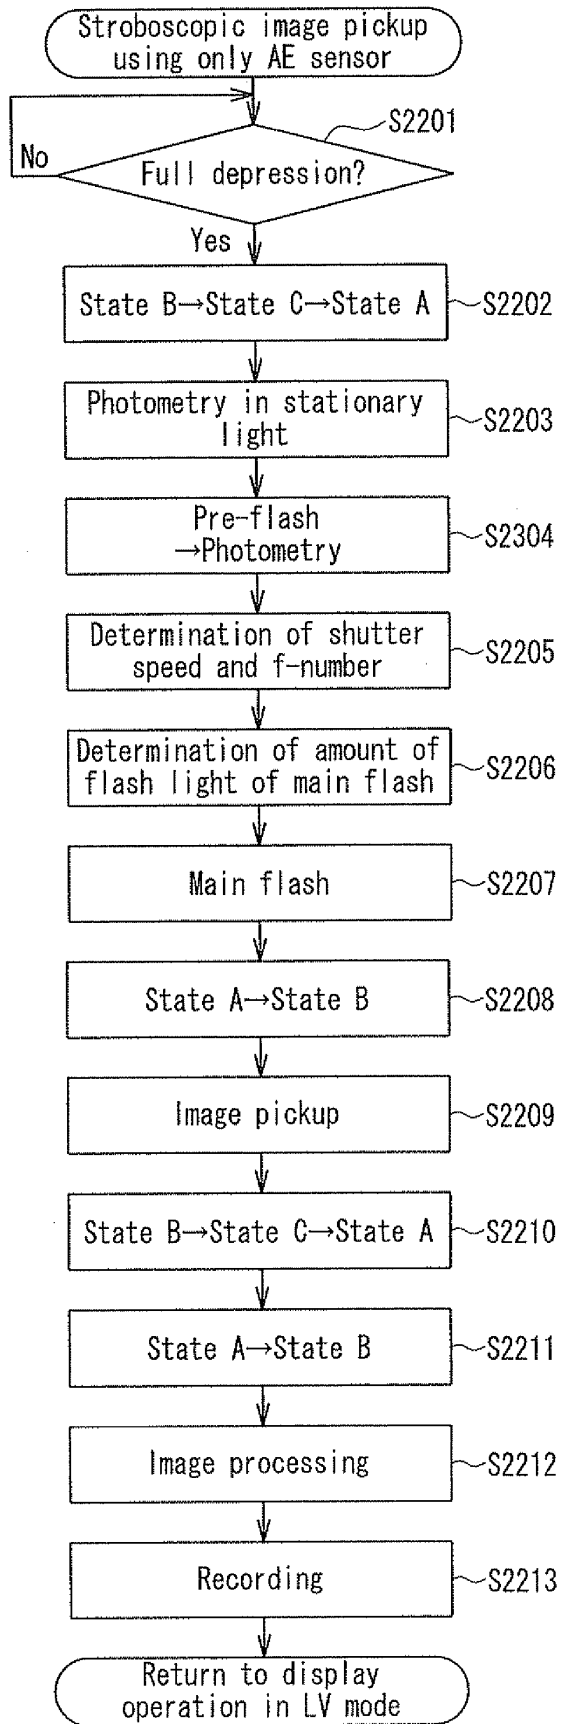 Stroboscopic image pickup
using only AE sensor
S2201
No
Full depression?
Yes
State B→State C→State A
S2202
Photometry in stationary
light
S2203
Pre-flash
→Photometry
S2304
Determination of shutter
speed and f-number
S2205
Determination of amount of
flash light of main flash
S2206
Main flash
S2207
State A→State B
S2208
Image pickup
S2209
State B→State C→State A
S2210
State A→State B
S2211
Image processing
S2212
Recording
S2213
Return to display
operation in LV mode